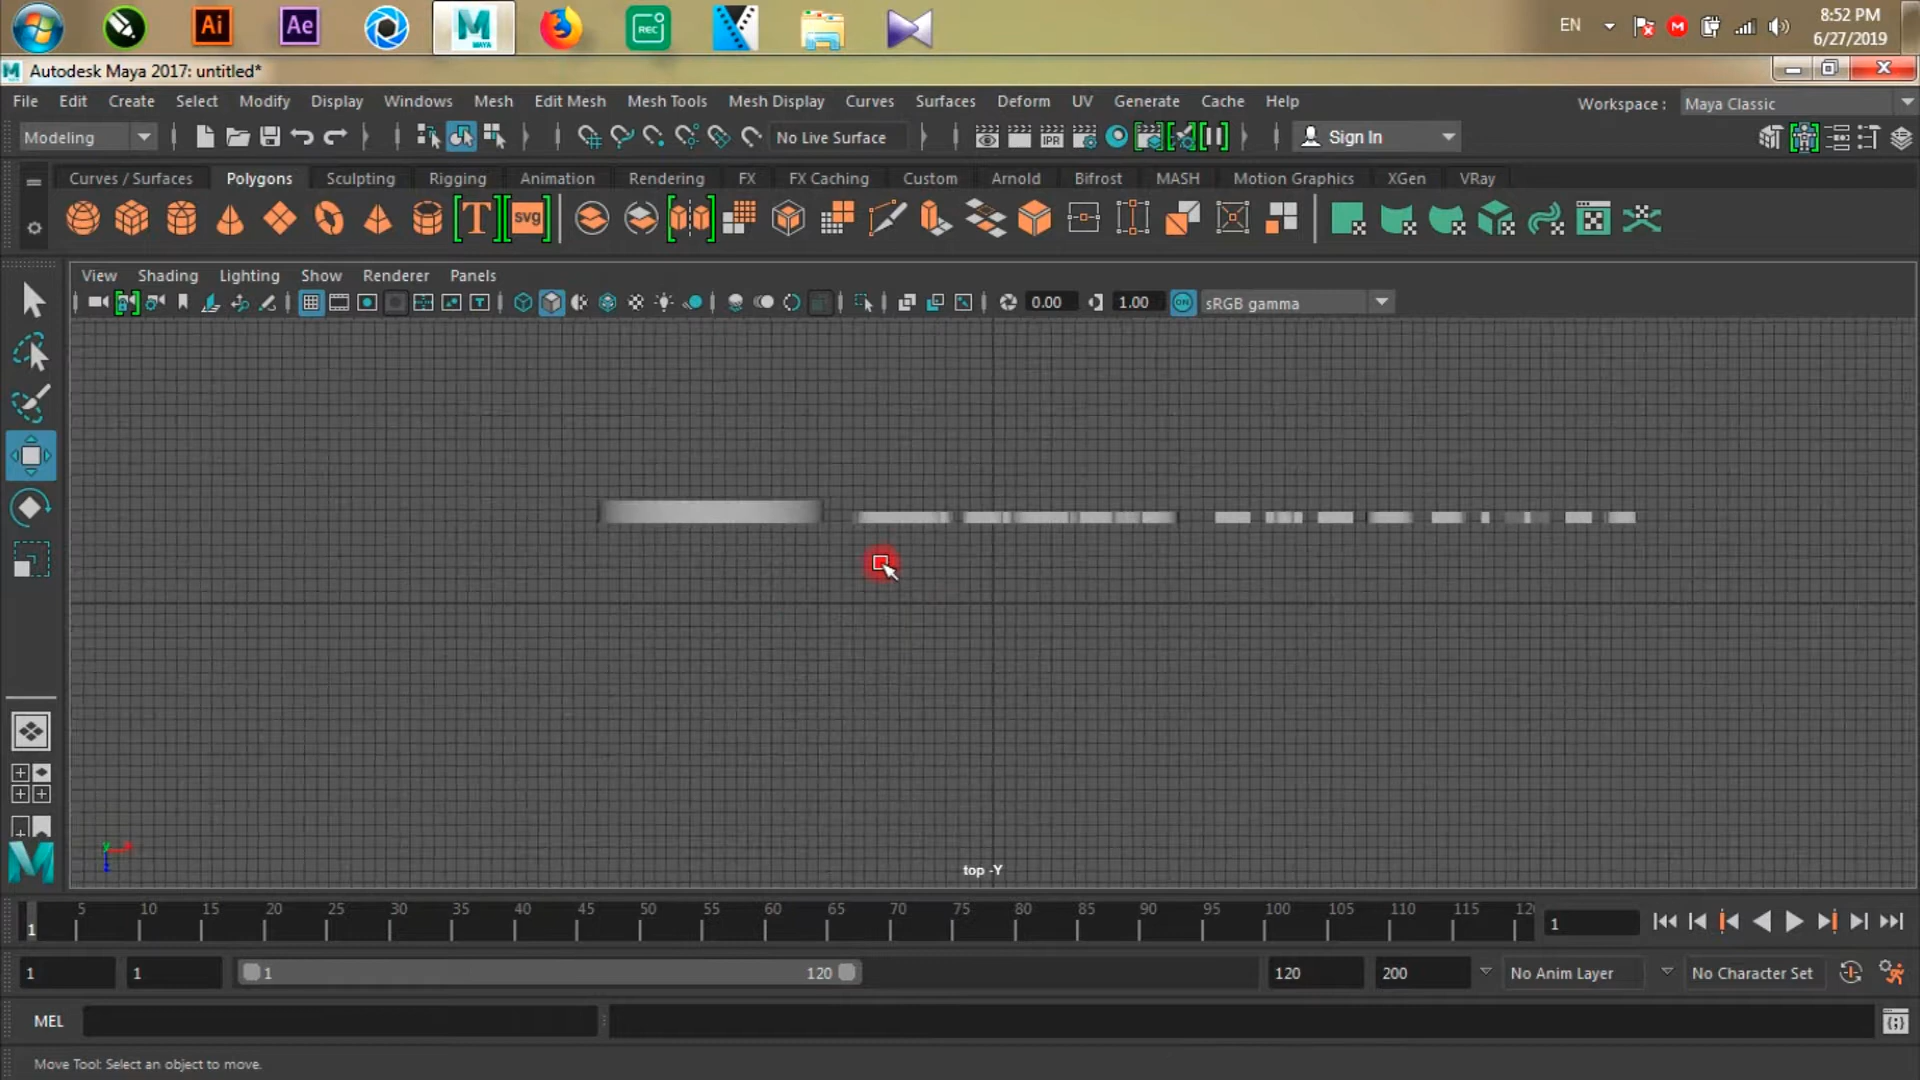 Ai
Ae
MAYA
REC
EN
8:52 PM
6/27/2019
Autodesk Maya 2017: untitled*
File Edit Create Select Modify Display Windows Mesh Edit Mesh Mesh Tools Mesh Display Curves Surfaces Deform UV Generate Cache Help
Workspace : Maya Classic
Modeling
No Live Surface
IPR
Sign In
Curves / Surfaces Polygons Sculpting Rigging Animation Rendering FX FX Caching Custom Arnold Bifrost MASH Motion Graphics XGen VRay
T svg
View Shading Lighting Show Renderer Panels
0.00 1.00 ON sRGB gamma
top -Y
5 10 15 20 25 30 35 40 45 50 55 60 65 70 75 80 85 90 95 100 105 110 115 12
1
1
1 1 1 120 120 200 No Anim Layer No Character Set
MEL
Move Tool: Select an object to move.